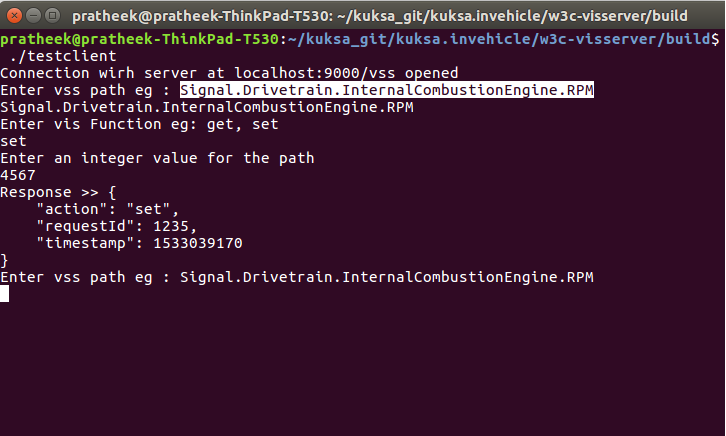 pratheek@pratheek-ThinkPad-T530: ~/kuksa_git/kuksa.invehicle/w3c-visserver/build
pratheek@pratheek-ThinkPad-T530:~/kuksa_git/kuksa.invehicle/w3c-visserver/build$
./testclient
Connection wirh server at localhost:9000/vss opened
Enter vss path eg : Signal.Drivetrain.InternalCombustionEngine.RPM
Signal.Drivetrain.InternalCombustionEngine.RPM
Enter vis Function eg: get, set
set
Enter an integer value for the path
4567
Response >> {
    "action": "set",
    "requestId": 1235,
    "timestamp": 1533039170
}
Enter vss path eg : Signal.Drivetrain.InternalCombustionEngine.RPM